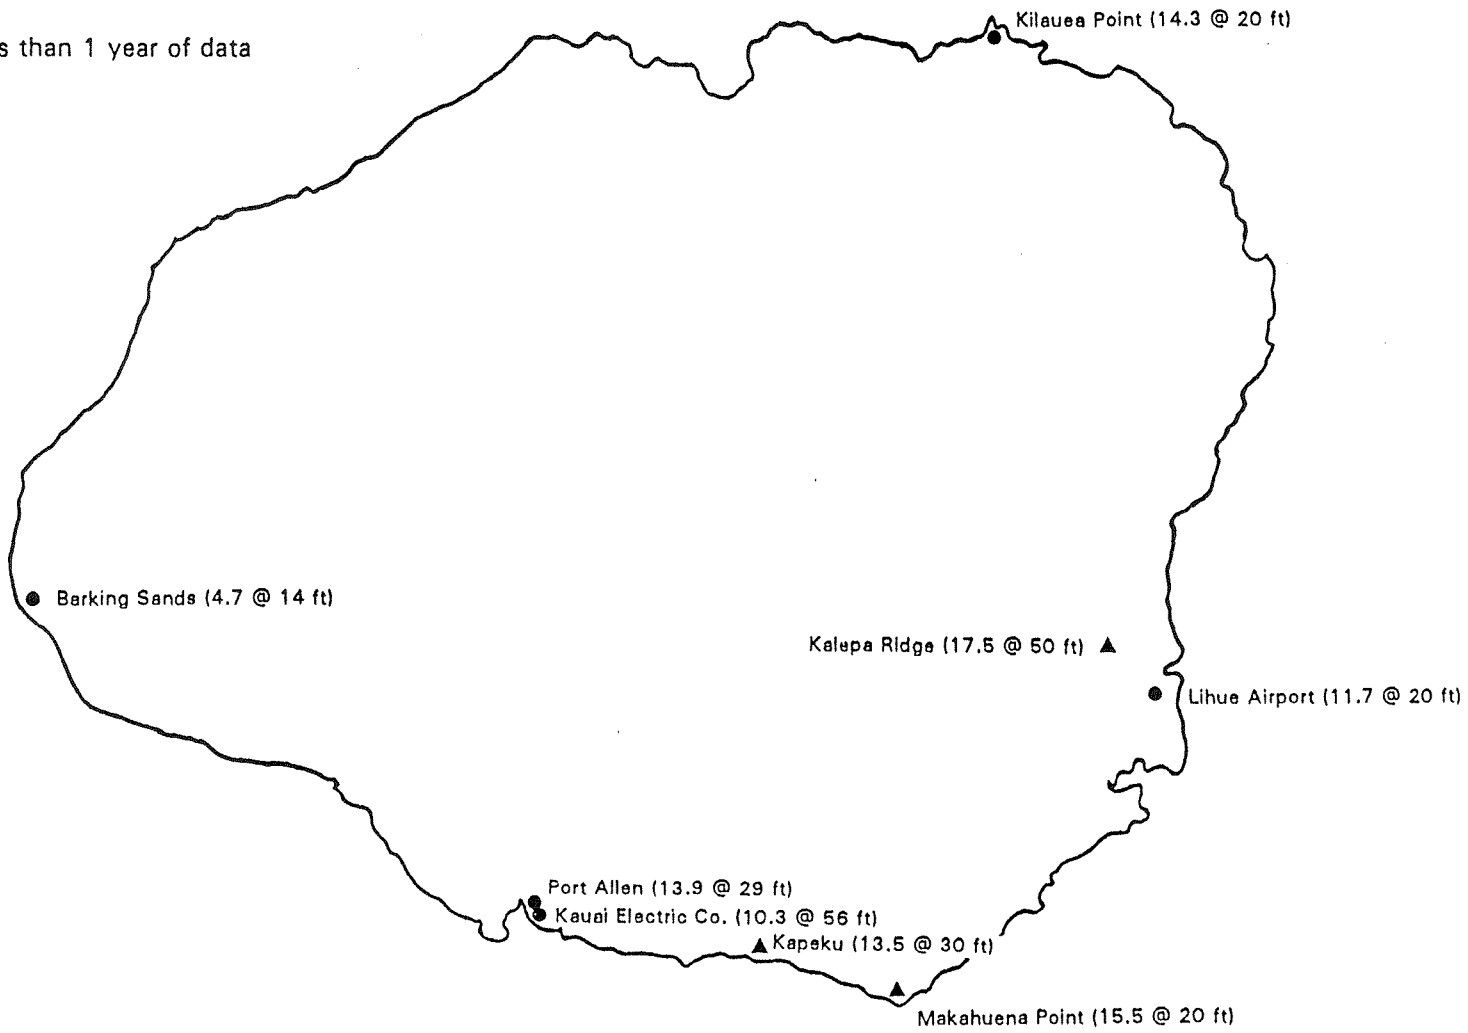 Kilauea Point (14.3 @ 20 ft)
s than 1 year of data
Barking Sands (4.7 @ 14 ft)
Kalepa Ridge (17.5 @ 50 ft)
Lihue Airport (11.7 @ 20 ft)
Port Allen (13.9 @ 29 ft)
Kauai Electric Co. (10.3 @ 56 ft)
Kapaku (13.5 @ 30 ft)
Makahuena Point (15.5 @ 20 ft)